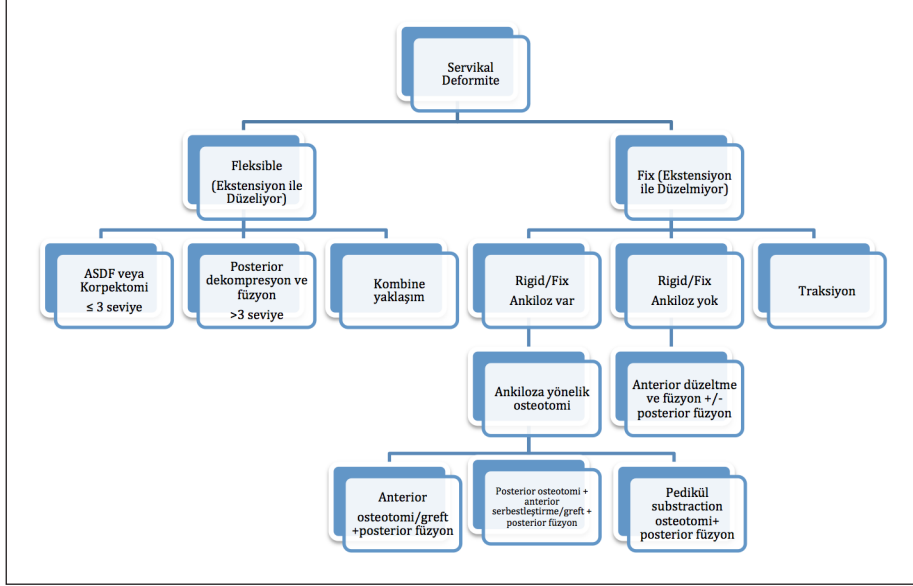 Servikal
Deformite
Fleksible
(Ekstensiyon ile
Düzeliyor)
Fix (Ekstensiyon
ile Düzelmiyor)
ASDF veya
Korpektomi
≤ 3 seviye
Posterior
dekompresyon ve
füzyon
>3 seviye
Kombine
yaklaşım
Rigid/Fix
Ankiloz var
Rigid/Fix
Ankiloz yok
Traksiyon
Ankiloza yönelik
osteotomi
Anterior düzeltme
ve füzyon +/-
posterior füzyon
Anterior
osteotomi/greft
+posterior füzyon
Posterior osteotomi +
anterior
serbestleştirme/greft +
posterior füzyon
Pedikül
substraction
osteotomi+
posterior füzyon